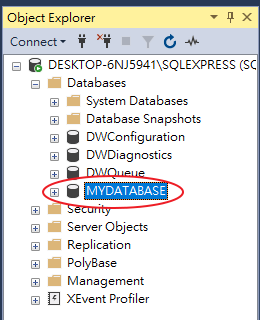 Object Explorer
Connect
DESKTOP-6NJ5941\SQLEXPRESS (SQ
Databases
System Databases
Database Snapshots
DWConfiguration
DWDiagnostics
DWQueue
MYDATABASE
Security
Server Objects
Replication
PolyBase
Management
XEvent Profiler